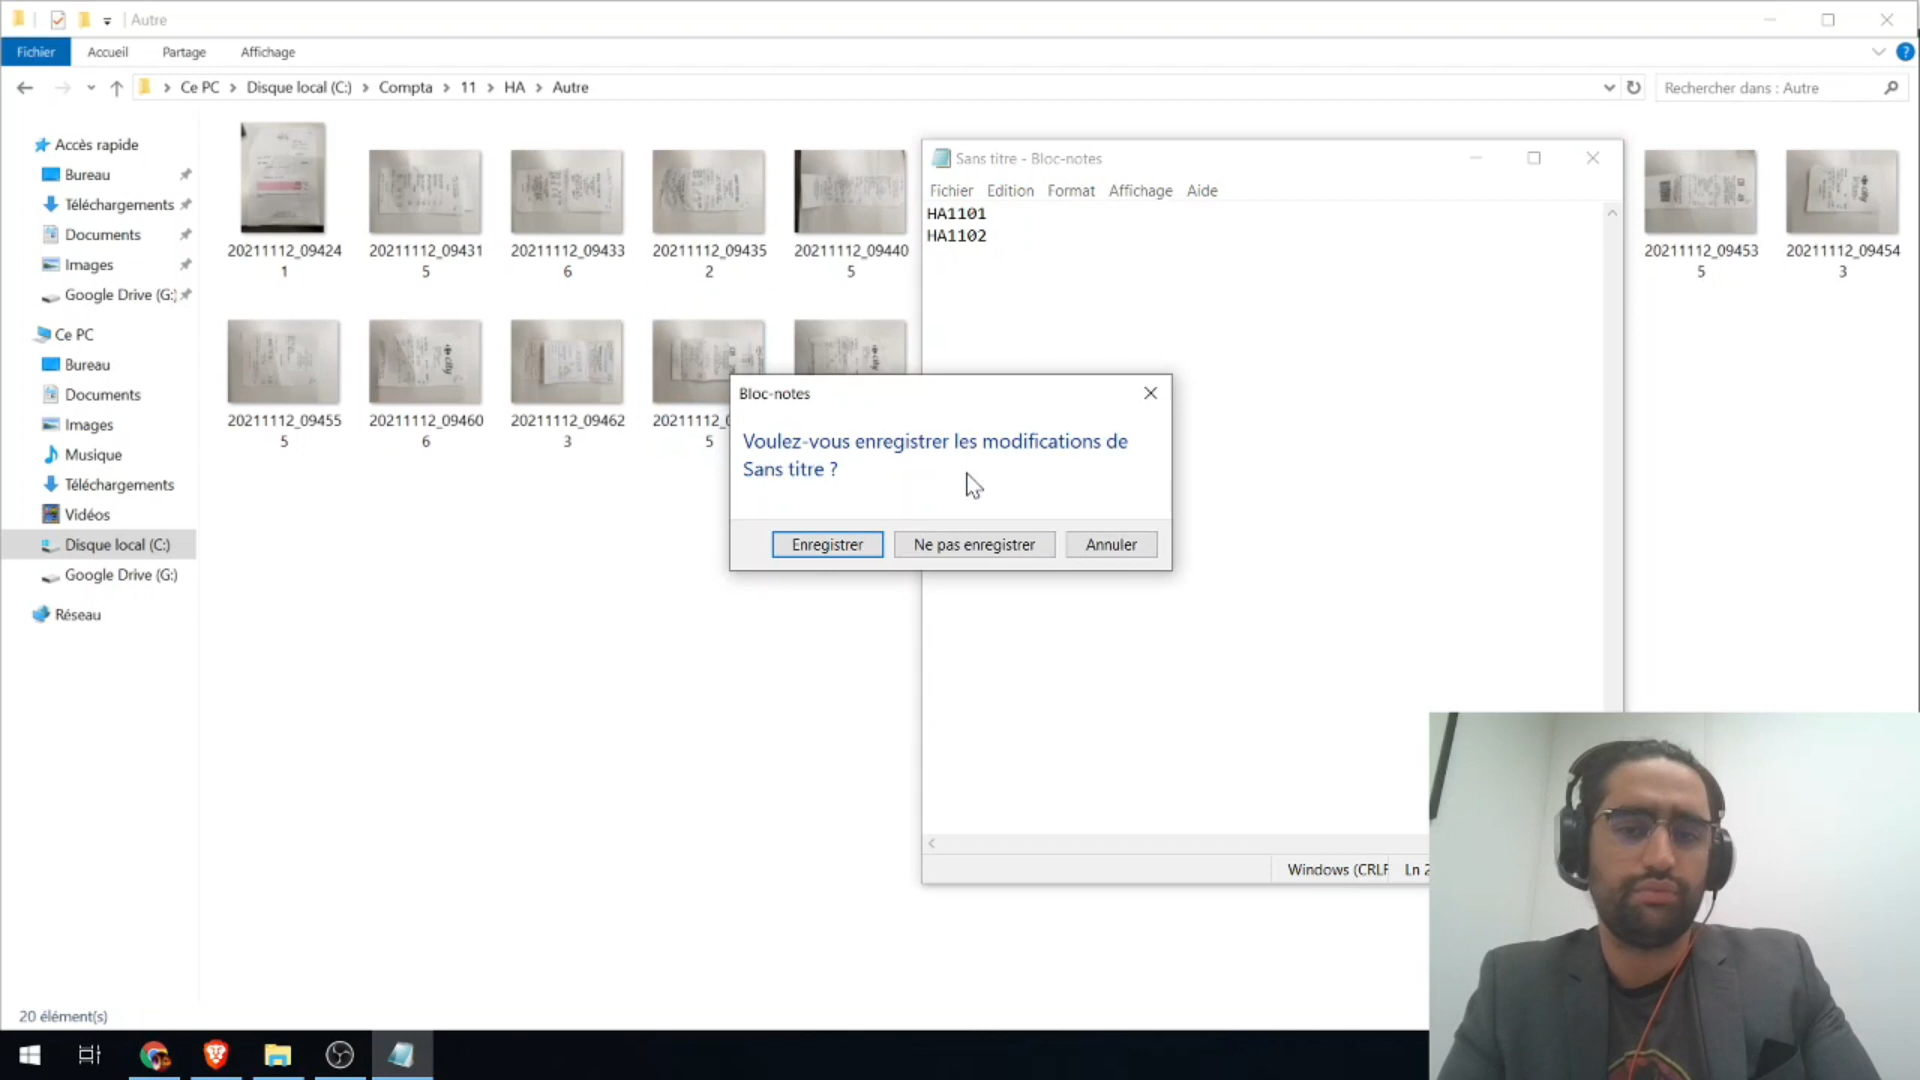 Autre
Fichier
Accueil
Partage
Affichage
Ce PC > Disque local (C:) > Compta > 11 > HA > Autre
Rechercher dans : Autre
Accès rapide
Bureau
Téléchargements
Documents
Images
Google Drive (G:)
Ce PC
Bureau
Documents
Images
Musique
Téléchargements
Vidéos
Disque local (C:)
Google Drive (G:)
Réseau
20211112_09424
1
20211112_09431
5
20211112_09433
6
20211112_09435
2
20211112_09440
5
20211112_09453
5
20211112_09454
3
20211112_09455
5
20211112_09460
6
20211112_09462
3
20211112_
5
Sans titre - Bloc-notes
Fichier
Edition
Format
Affichage
Aide
HA1101
HA1102
Bloc-notes
Voulez-vous enregistrer les modifications de
Sans titre ?
Enregistrer
Ne pas enregistrer
Annuler
Windows (CRLF
Ln 2
20 élément(s)